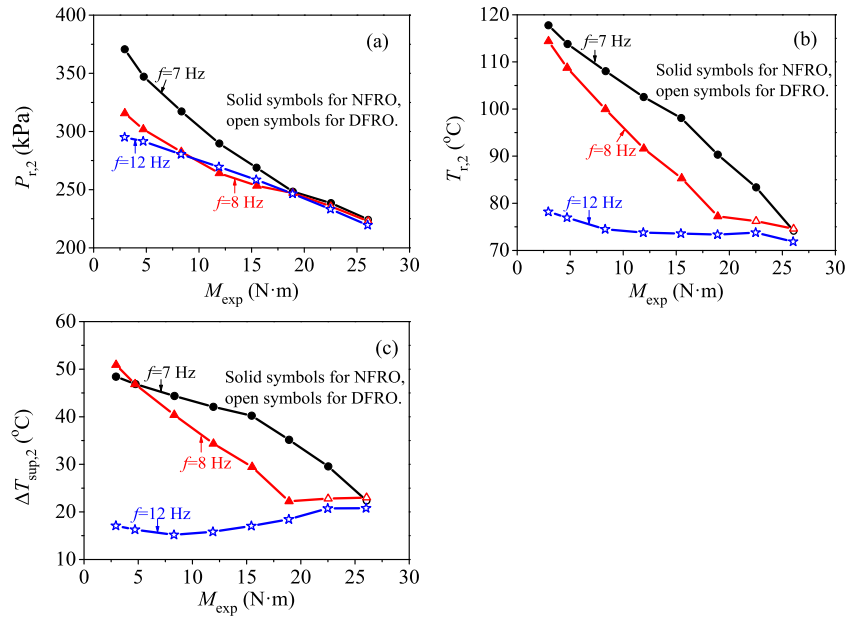 (a)
400
350
300
250
200
P_r,2 (kPa)
f=7 Hz
Solid symbols for NFRO,
open symbols for DFRO.
f=12 Hz
f=8 Hz
0 5 10 15 20 25 30
M_exp (N·m)
(b)
120
110
100
90
80
70
T_r,2 (°C)
f=7 Hz
Solid symbols for NFRO,
open symbols for DFRO.
f=8 Hz
f=12 Hz
0 5 10 15 20 25 30
M_exp (N·m)
(c)
60
50
40
30
20
10
ΔT_sup,2 (°C)
f=7 Hz
Solid symbols for NFRO,
open symbols for DFRO.
f=8 Hz
f=12 Hz
0 5 10 15 20 25 30
M_exp (N·m)